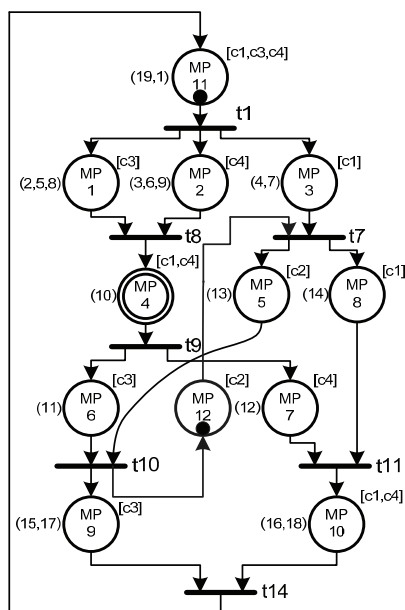 [c1,c3,c4]
(19,1) MP 11
t1
[c3] [c4] [c1]
(2,5,8) MP 1 (3,6,9) MP 2 (4,7) MP 3
t8 t7
[c1,c4] [c2] [c1]
(10) MP 4 (13) MP 5 (14) MP 8
t9
[c3] [c2] [c4]
(11) MP 6 MP 12 (12) MP 7
t10 t11
[c3] [c1,c4]
(15,17) MP 9 (16,18) MP 10
t14